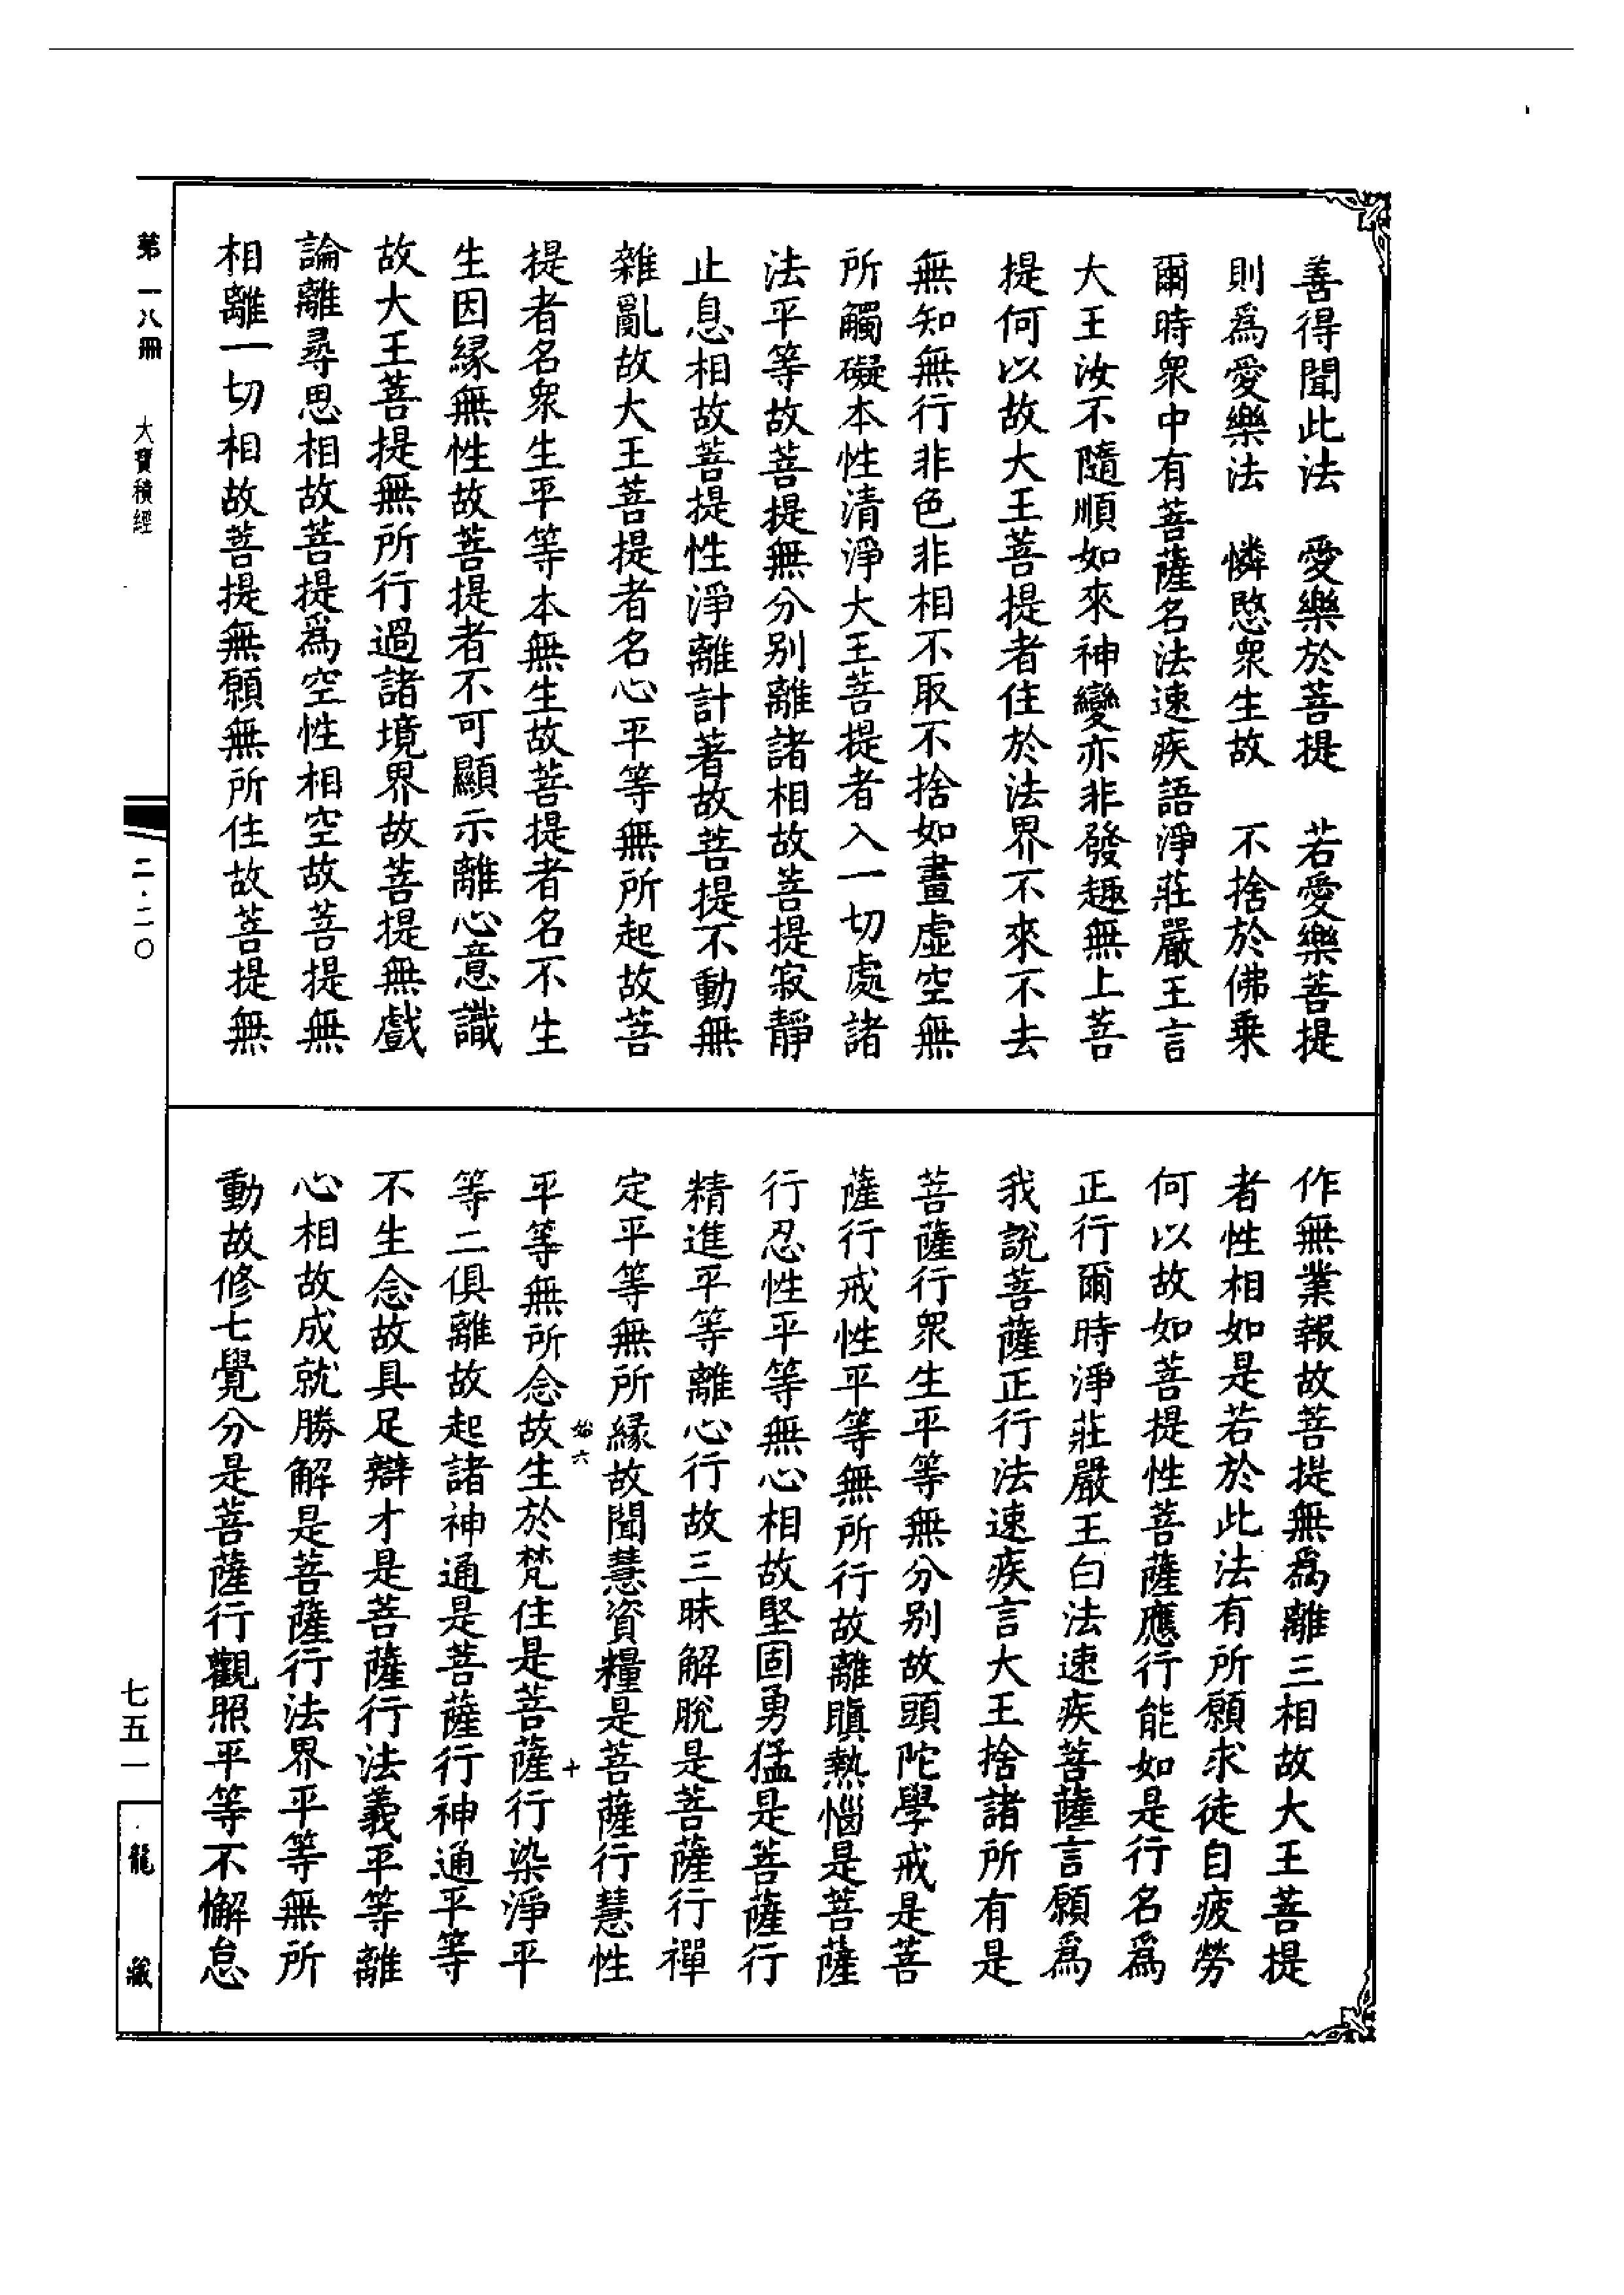 善得聞此法　愛樂於菩提　若愛樂菩提
則爲愛樂法　憐愍衆生故　不捨於佛乗
爾時衆中有菩薩名法速疾語淨莊嚴王言
大王汝不隨順如來神變亦非發趣無上菩
提何以故大王菩提者住於法界不來不去
無知無行非色非相不取不捨如畫虛空無
所觸礙本性清淨大王菩提者入一切處諸
法平等故菩提無分别離諸相故菩提寂靜
止息相故菩提性淨離計著故菩提不動無
雜亂故大王菩提者名心平等無所起故菩
提者名衆生平等本無生故菩提者名不生
生因縁無性故菩提者不可顯示離心意識
故大王菩提無所行過諸境界故菩提無戲
論離尋思相故菩提爲空性相空故菩提無
相離一切相故菩提無願無所住故菩提無
作無業報故菩提無爲離三相故大王菩提
者性相如是若於此法有所願求徒自疲勞
何以故如菩提性菩薩應行能如是行名爲
正行爾時淨莊嚴王白法速疾菩薩言願爲
我說菩薩正行法速疾言大王捨諸所有是
菩薩行衆生平等無分别故頭陀學戒是菩
薩行戒性平等無所行故離瞋熱惱是菩薩
行忍性平等無心相故堅固勇猛是菩薩行
精進平等離心行故三昧解脫是菩薩行禪
定平等無所縁故聞慧資糧是菩薩行慧性
始六　十
平等無所念故生於梵住是菩薩行染淨平
等二俱離故起諸神通是菩薩行神通平等
不生念故具足辯才是菩薩行法義平等離
心相故成就勝解是菩薩行法界平等無所
動故修七覺分是菩薩行觀照平等不懈怠
第一八冊　大寶積經
二·二〇
七五一
龍藏